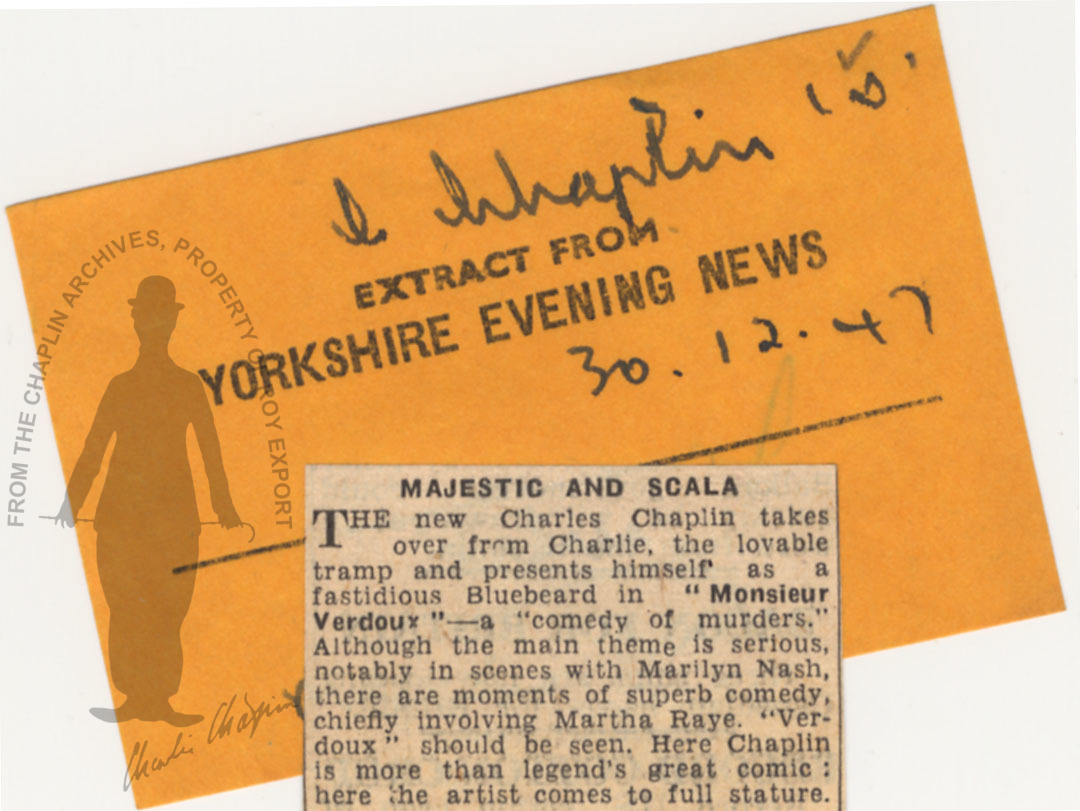 C Chaplin
EXTRACT FROM
YORKSHIRE EVENING NEWS
30.12.47
FROM THE CHAPLIN ARCHIVES, PROPERTY OF ROY EXPORT
MAJESTIC AND SCALA
THE new Charles Chaplin takes
over from Charlie, the lovable
tramp and presents himself as a
fastidious Bluebeard in "Monsieur
Verdoux"—a "comedy of murders."
Although the main theme is serious,
notably in scenes with Marilyn Nash,
there are moments of superb comedy,
chiefly involving Martha Raye. "Ver-
doux" should be seen. Here Chaplin
is more than legend's great comic:
here the artist comes to full stature.
Charlie Chaplin